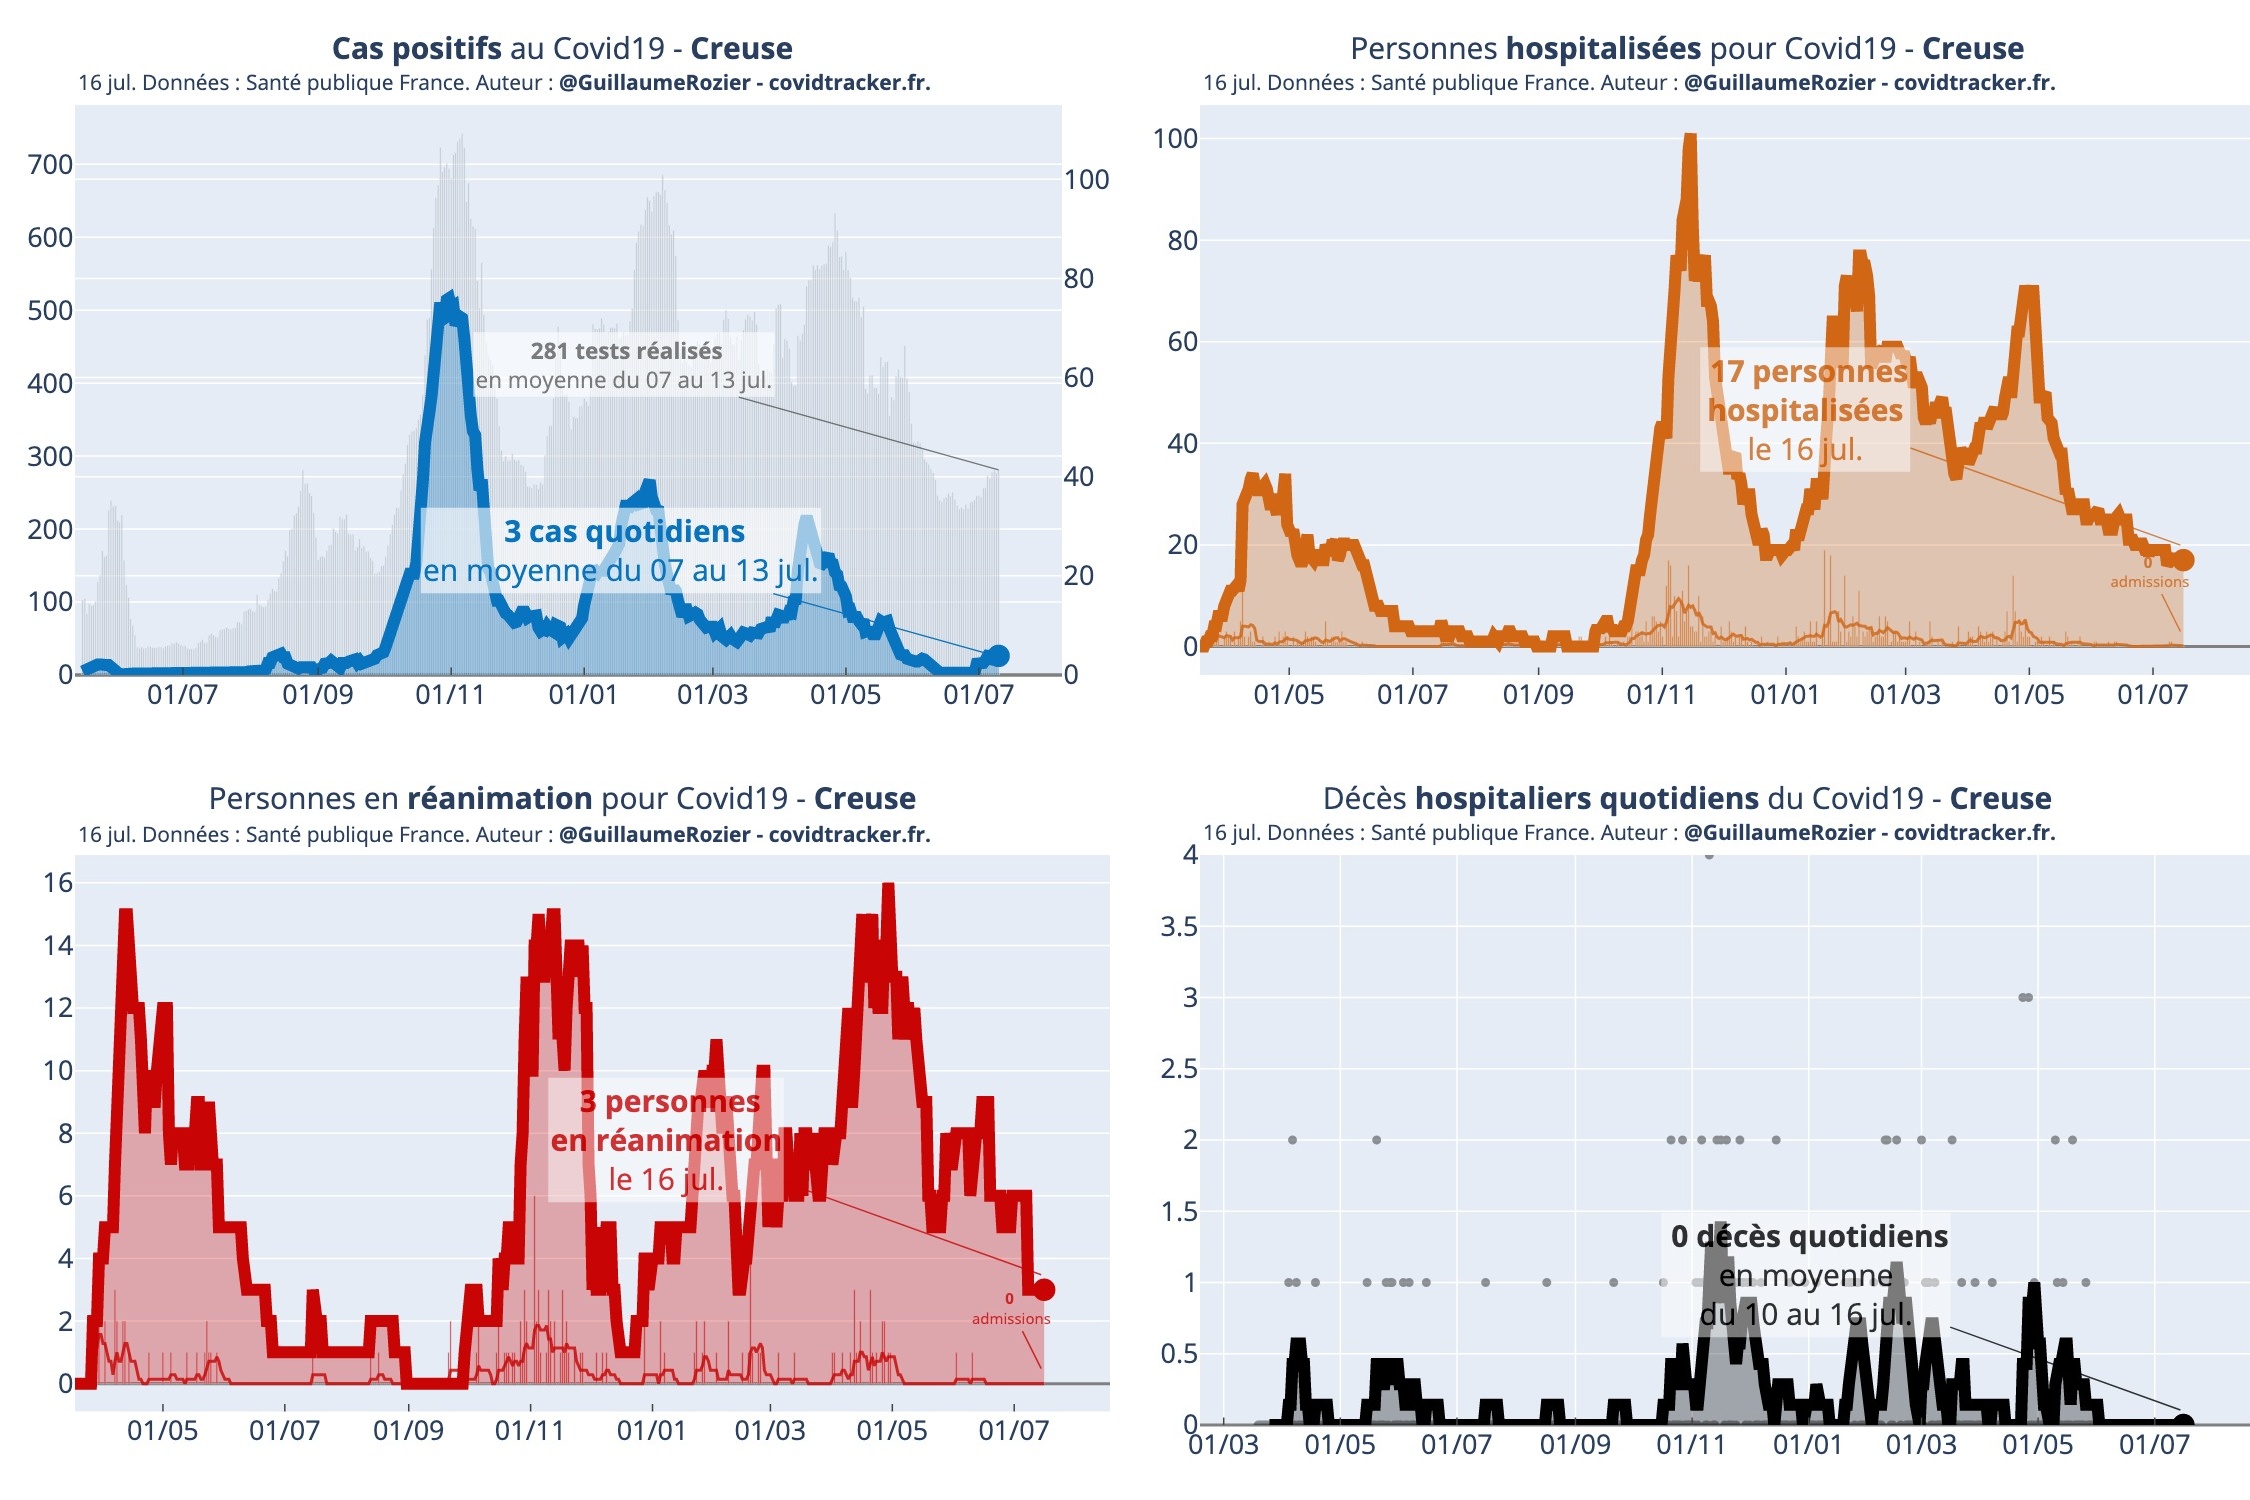 Cas positifs au Covid19 - Creuse
16 jul. Données : Santé publique France. Auteur : @GuillaumeRozier - covidtracker.fr.
700
600
500
400
300
200
100
0
100
80
60
40
20
0
281 tests réalisés
en moyenne du 07 au 13 jul.
3 cas quotidiens
en moyenne du 07 au 13 jul.
01/07 01/09 01/11 01/01 01/03 01/05 01/07
Personnes hospitalisées pour Covid19 - Creuse
16 jul. Données : Santé publique France. Auteur : @GuillaumeRozier - covidtracker.fr.
100
80
60
40
20
0
17 personnes
hospitalisées
le 16 jul.
0
admissions
01/05 01/07 01/09 01/11 01/01 01/03 01/05 01/07
Personnes en réanimation pour Covid19 - Creuse
16 jul. Données : Santé publique France. Auteur : @GuillaumeRozier - covidtracker.fr.
16
14
12
10
8
6
4
2
0
3 personnes
en réanimation
le 16 jul.
0
admissions
01/05 01/07 01/09 01/11 01/01 01/03 01/05 01/07
Décès hospitaliers quotidiens du Covid19 - Creuse
16 jul. Données : Santé publique France. Auteur : @GuillaumeRozier - covidtracker.fr.
4
3.5
3
2.5
2
1.5
1
0.5
0
0 décès quotidiens
en moyenne
du 10 au 16 jul.
01/03 01/05 01/07 01/09 01/11 01/01 01/03 01/05 01/07